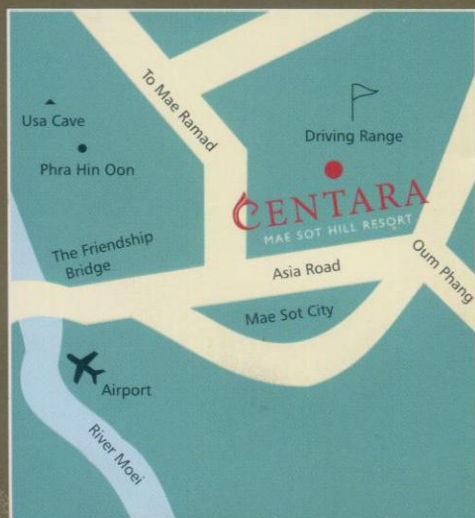 To Mae Ramad
Usa Cave
Phra Hin Oon
Driving Range
CENTARA
MAE SOT HILL RESORT
The Friendship
Bridge
Asia Road
Oum Phang
Mae Sot City
Airport
River Moei